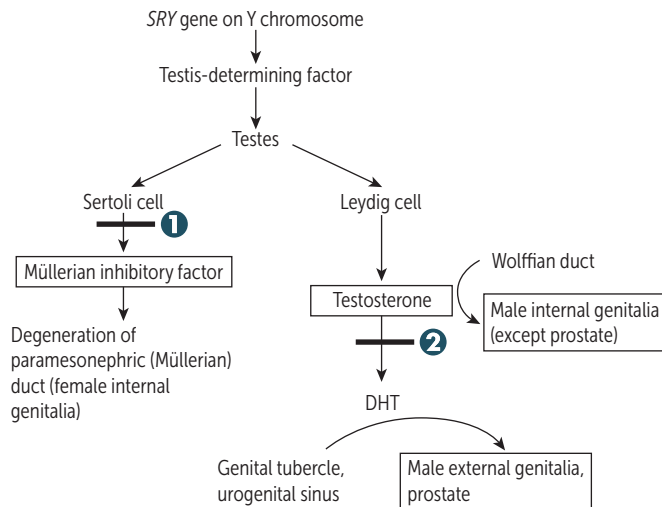 SRY gene on Y chromosome
Testis-determining factor
Testes
Sertoli cell
Leydig cell
1
Müllerian inhibitory factor
Wolffian duct
Testosterone
Male internal genitalia
(except prostate)
Degeneration of
paramesonephric (Müllerian)
duct (female internal
genitalia)
2
DHT
Genital tubercle,
urogenital sinus
Male external genitalia,
prostate